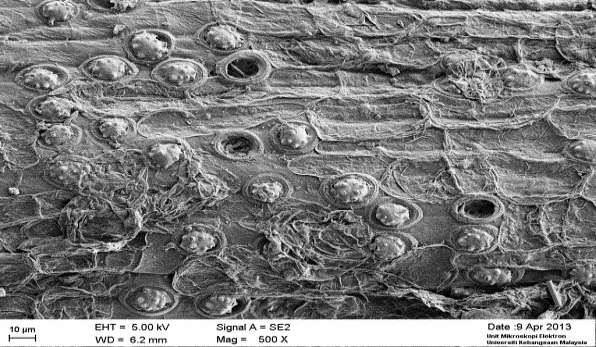 10 µm
EHT = 5.00 kV
WD = 6.2 mm
Signal A = SE2
Mag = 500 X
Date :9 Apr 2013
Unit Mikroskopi Elektron
Universiti Kebangsaan Malaysia